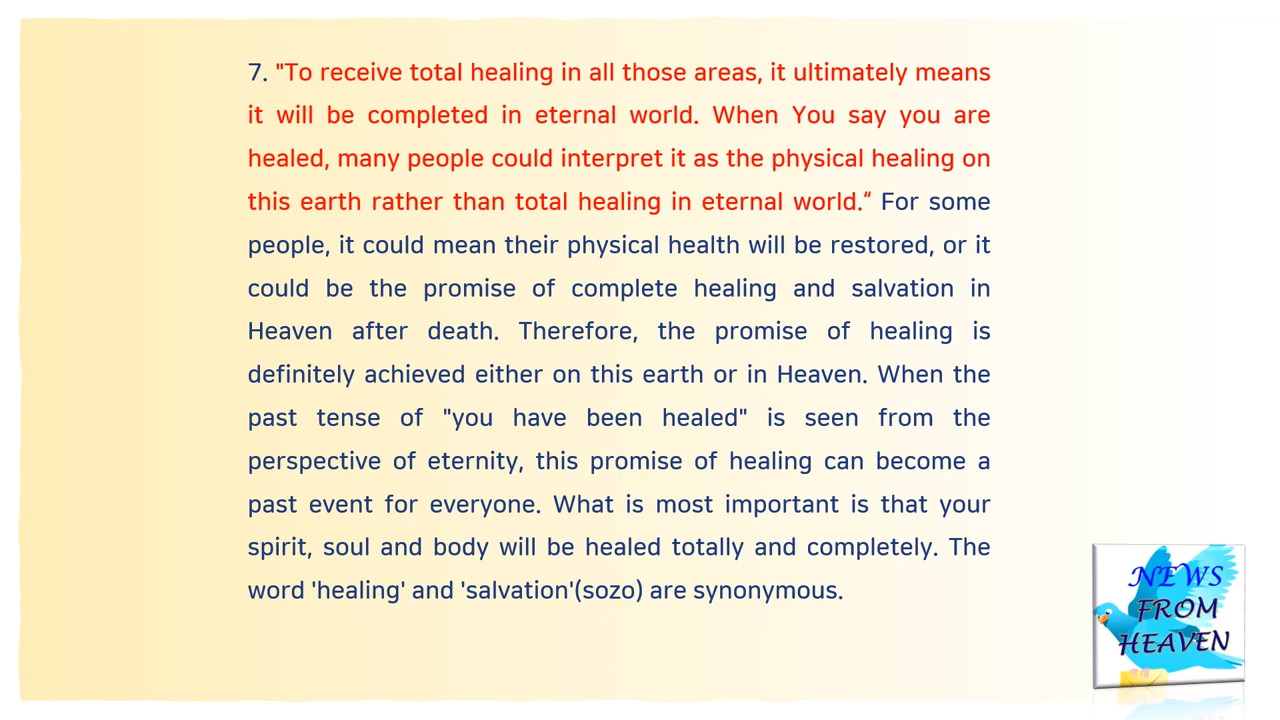 7. "To receive total healing in all those areas, it ultimately means
it will be completed in eternal world. When You say you are
healed, many people could interpret it as the physical healing on
this earth rather than total healing in eternal world.“ For some
people, it could mean their physical health will be restored, or it
could be the promise of complete healing and salvation in
Heaven after death. Therefore, the promise of healing is
definitely achieved either on this earth or in Heaven. When the
past tense of "you have been healed" is seen from the
perspective of eternity, this promise of healing can become a
past event for everyone. What is most important is that your
spirit, soul and body will be healed totally and completely. The
word 'healing' and 'salvation'(sozo) are synonymous.
NEWS
FROM
HEAVEN